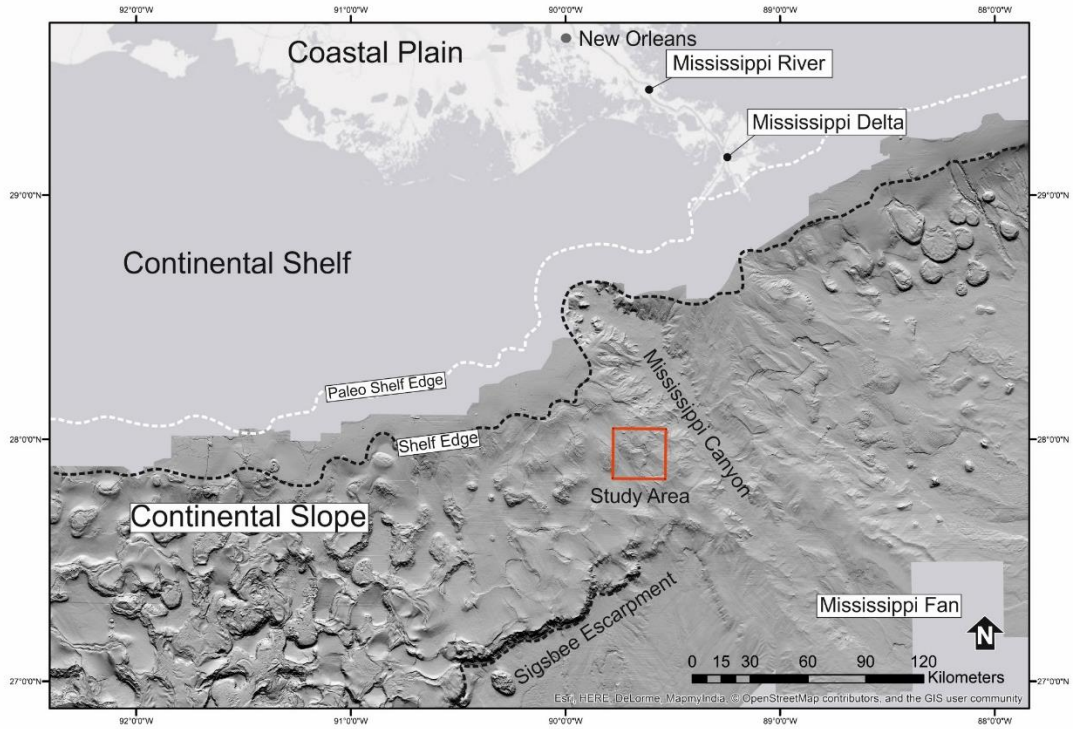 92°0'0"W 91°0'0"W 90°0'0"W 89°0'0"W 88°0'0"W
New Orleans
Coastal Plain
Mississippi River
Mississippi Delta
29°0'0"N 29°0'0"N
Continental Shelf
Paleo Shelf Edge
Mississippi Canyon
28°0'0"N 28°0'0"N
Shelf Edge
Study Area
Continental Slope
Sigsbee Escarpment
Mississippi Fan
N
0 15 30 60 90 120
Kilometers
27°0'0"N 27°0'0"N
Esri, HERE, DeLorme, MapmyIndia, © OpenStreetMap contributors, and the GIS user community
92°0'0"W 91°0'0"W 90°0'0"W 89°0'0"W 88°0'0"W